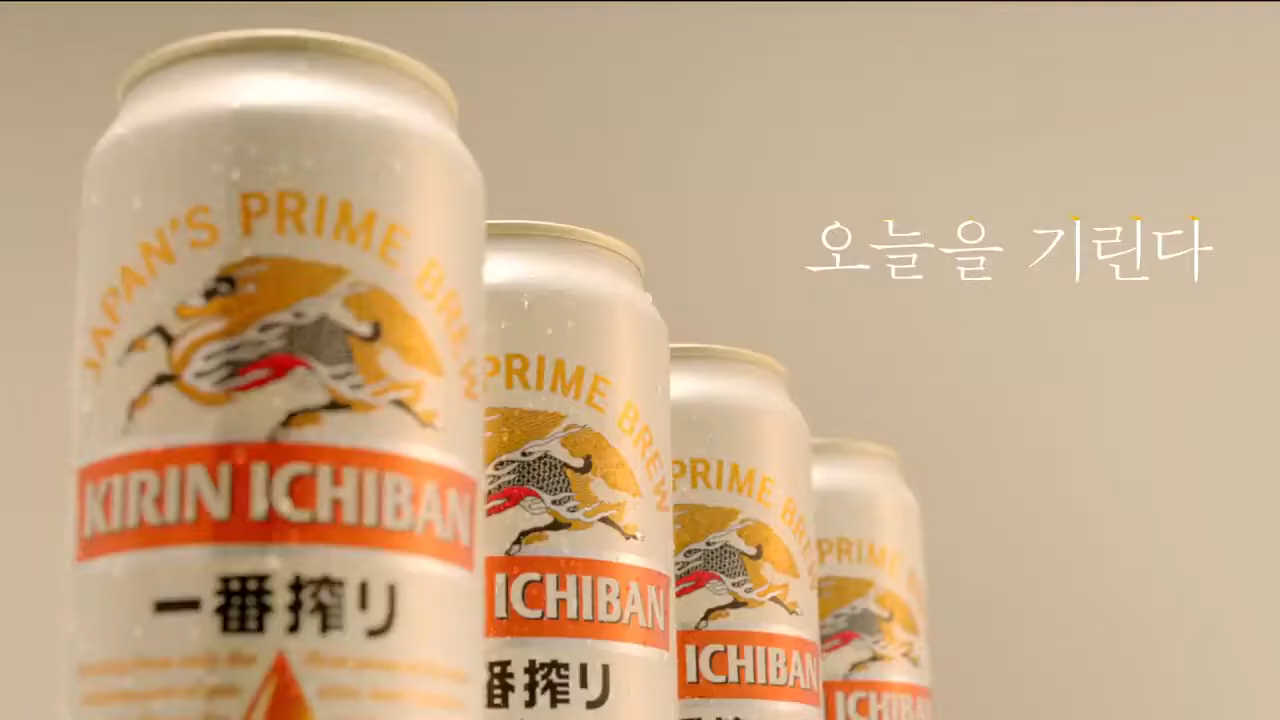 JAPAN'S PRIME BREW
KIRIN ICHIBAN
一番搾り
PRIME BREW
ICHIBAN
番搾り
PRIME BR
ICHIBAN
PRIME
ICHIBAN
오늘을 기린다